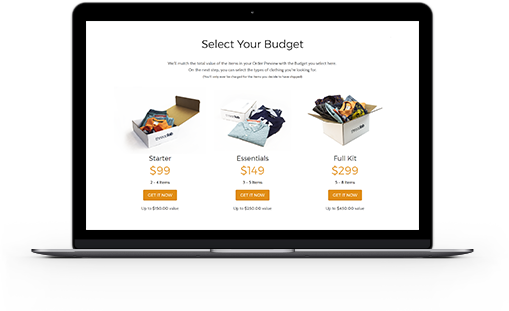 Select Your Budget
We'll match the total value of the items in your Order Preview with the Budget you select here.
On the next step, you can select the types of clothing you're looking for.
(You'll only ever be charged for the items you decide to have shipped)
Starter Essentials Full Kit
$99 $149 $299
2 - 4 Items 3 - 5 Items 5 - 8 Items
GET IT NOW GET IT NOW GET IT NOW
Up to $150.00 value Up to $250.00 value Up to $450.00 value